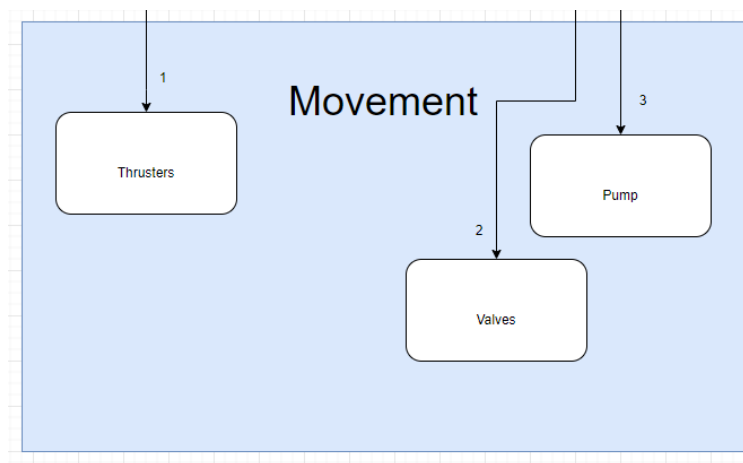 1
Movement
3
Thrusters
Pump
2
Valves